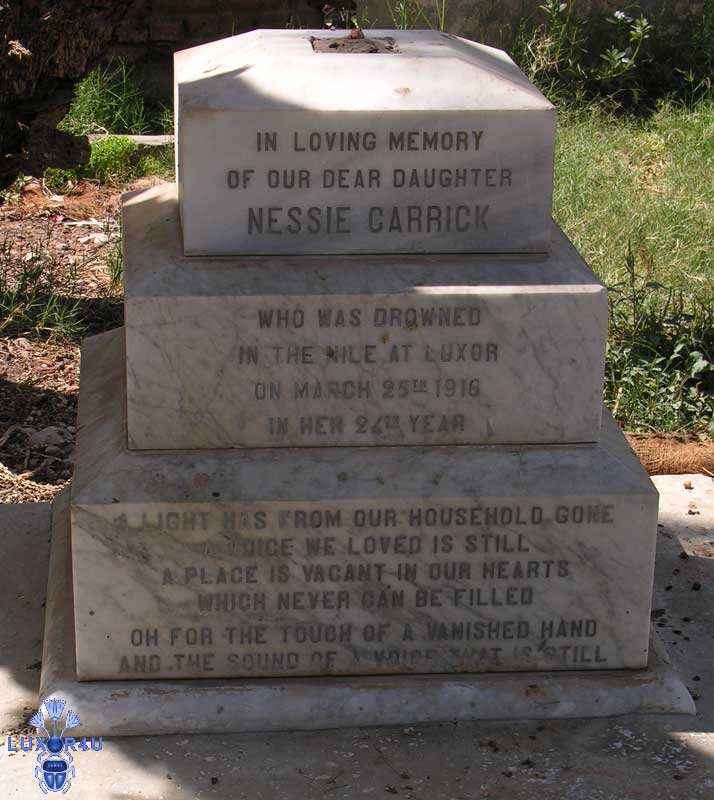 IN LOVING MEMORY
OF OUR DEAR DAUGHTER
NESSIE CARRICK
WHO WAS DROWNED
IN THE NILE AT LUXOR
ON MARCH 25TH 1916
IN HER 24TH YEAR
A LIGHT HAS FROM OUR HOUSEHOLD GONE
A VOICE WE LOVED IS STILL
A PLACE IS VACANT IN OUR HEARTS
WHICH NEVER CAN BE FILLED
OH FOR THE TOUCH OF A VANISHED HAND
AND THE SOUND OF A VOICE THAT IS STILL
LUXOR4U